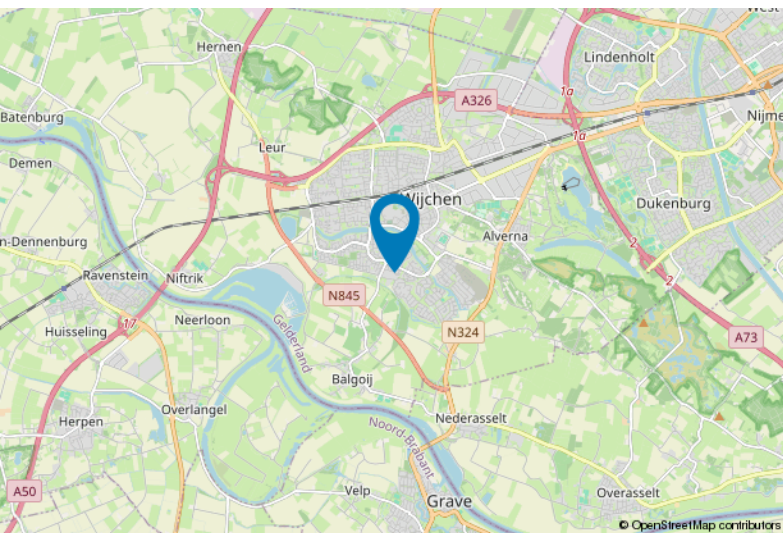 West
Hernen
Lindenholt
1a
A326
Batenburg
1a
Nijme
Leur
Demen
Wijchen
Dukenburg
Alverna
n-Dennenburg
2
Ravenstein
Niftrik
2
N845
Neerloon
17
Gelderland
Huisseling
N324
A73
Balgoij
Overlangel
Herpen
Nederasselt
Noord-Brabant
A50
Velp
Overasselt
Grave
© OpenStreetMap contributors